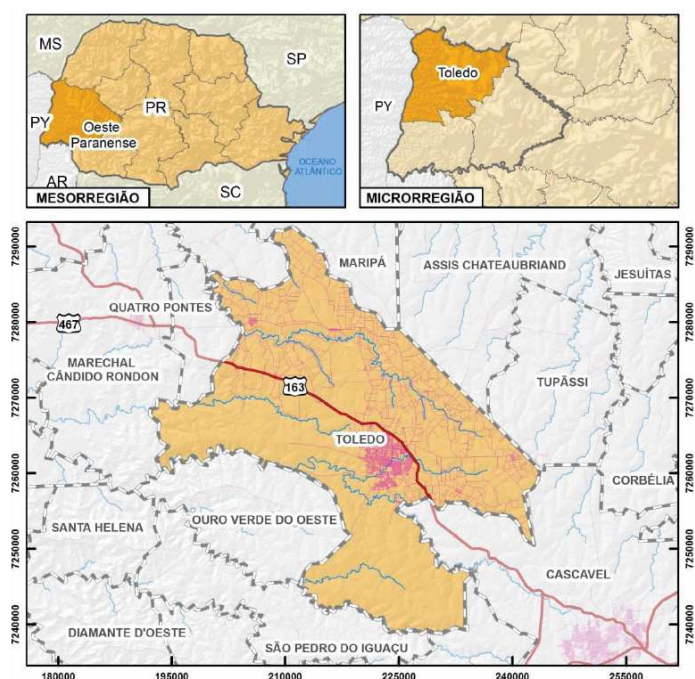 MS
SP
PR
PY
Oeste
Paranense
AR
SC
OCEANO
ATLÂNTICO
MESORREGIÃO
Toledo
PY
MICRORREGIÃO
7290000
7280000
7270000
7260000
7250000
7240000
MARIPÁ
ASSIS CHATEAUBRIAND
JESUÍTAS
QUATRO PONTES
467
MARECHAL
CÂNDIDO RONDON
163
TUPÃSSI
TOLEDO
CORBÉLIA
OURO VERDE DO OESTE
SANTA HELENA
CASCAVEL
DIAMANTE D'OESTE
SÃO PEDRO DO IGUAÇU
7290000
7280000
7270000
7260000
7250000
7240000
180000 195000 210000 225000 240000 255000